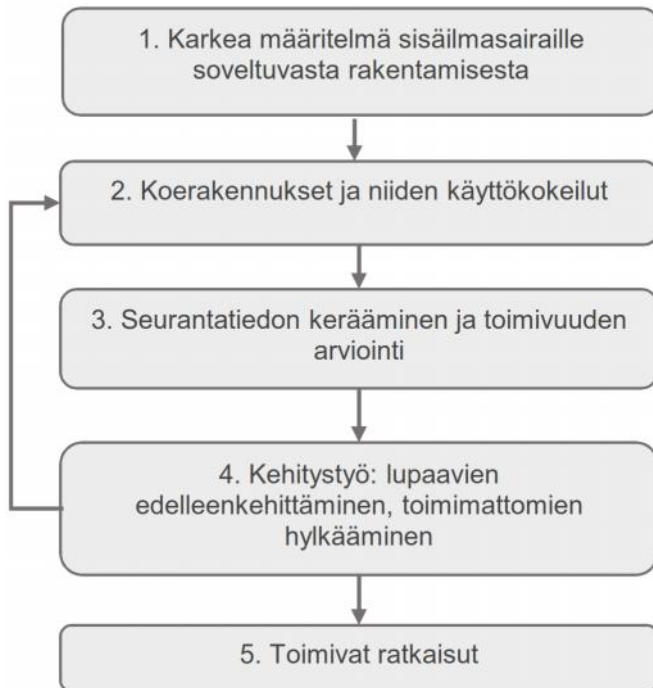 1. Karkea määritelmä sisäilmasairaille
soveltuvasta rakentamisesta
2. Koerakennukset ja niiden käyttökokeilut
3. Seurantatiedon kerääminen ja toimivuuden
arviointi
4. Kehitystyö: lupaavien
edelleenkehittäminen, toimimattomien
hylkääminen
5. Toimivat ratkaisut